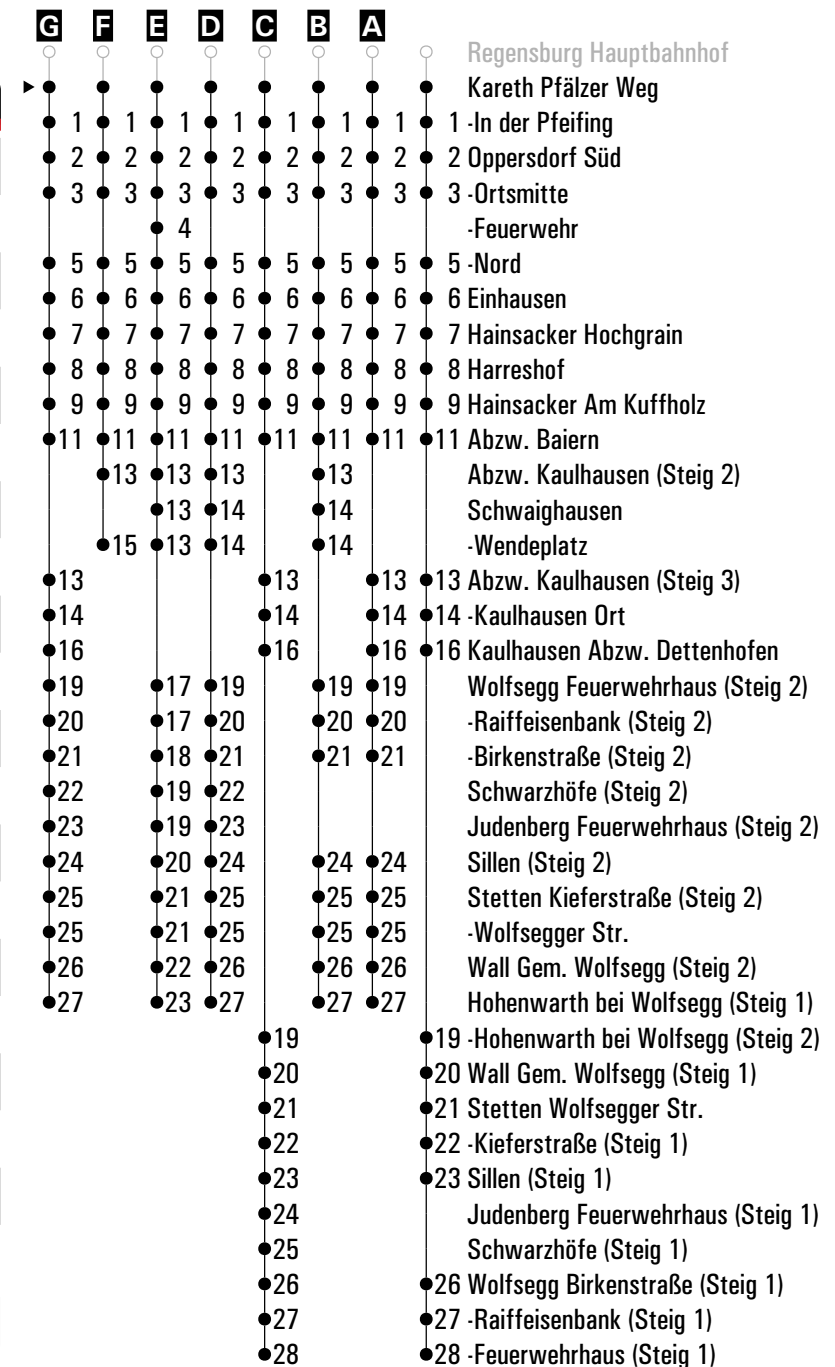 G F E D C B A
Regensburg Hauptbahnhof
Kareth Pfälzer Weg
1 1 1 1 1 1 1 1 -In der Pfeifing
2 2 2 2 2 2 2 2 Oppersdorf Süd
3 3 3 3 3 3 3 3 -Ortsmitte
4 -Feuerwehr
5 5 5 5 5 5 5 5 -Nord
6 6 6 6 6 6 6 6 Einhausen
7 7 7 7 7 7 7 7 Hainsacker Hochgrain
8 8 8 8 8 8 8 8 Harreshof
9 9 9 9 9 9 9 9 Hainsacker Am Kuffholz
11 11 11 11 11 11 11 11 Abzw. Baiern
13 13 13 13 Abzw. Kaulhausen (Steig 2)
13 14 14 Schwaighausen
15 13 14 14 -Wendeplatz
13 13 13 13 Abzw. Kaulhausen (Steig 3)
14 14 14 14 -Kaulhausen Ort
16 16 16 16 Kaulhausen Abzw. Dettenhofen
19 17 19 19 19 Wolfsegg Feuerwehrhaus (Steig 2)
20 17 20 20 20 -Raiffeisenbank (Steig 2)
21 18 21 21 21 -Birkenstraße (Steig 2)
22 19 22 Schwarzhöfe (Steig 2)
23 19 23 Judenberg Feuerwehrhaus (Steig 2)
24 20 24 24 24 Sillen (Steig 2)
25 21 25 25 25 Stetten Kieferstraße (Steig 2)
25 21 25 25 25 -Wolfsegger Str.
26 22 26 26 26 Wall Gem. Wolfsegg (Steig 2)
27 23 27 27 27 Hohenwarth bei Wolfsegg (Steig 1)
19 19 -Hohenwarth bei Wolfsegg (Steig 2)
20 20 Wall Gem. Wolfsegg (Steig 1)
21 21 Stetten Wolfsegger Str.
22 22 -Kieferstraße (Steig 1)
23 23 Sillen (Steig 1)
24 Judenberg Feuerwehrhaus (Steig 1)
25 Schwarzhöfe (Steig 1)
26 26 Wolfsegg Birkenstraße (Steig 1)
27 27 -Raiffeisenbank (Steig 1)
28 28 -Feuerwehrhaus (Steig 1)